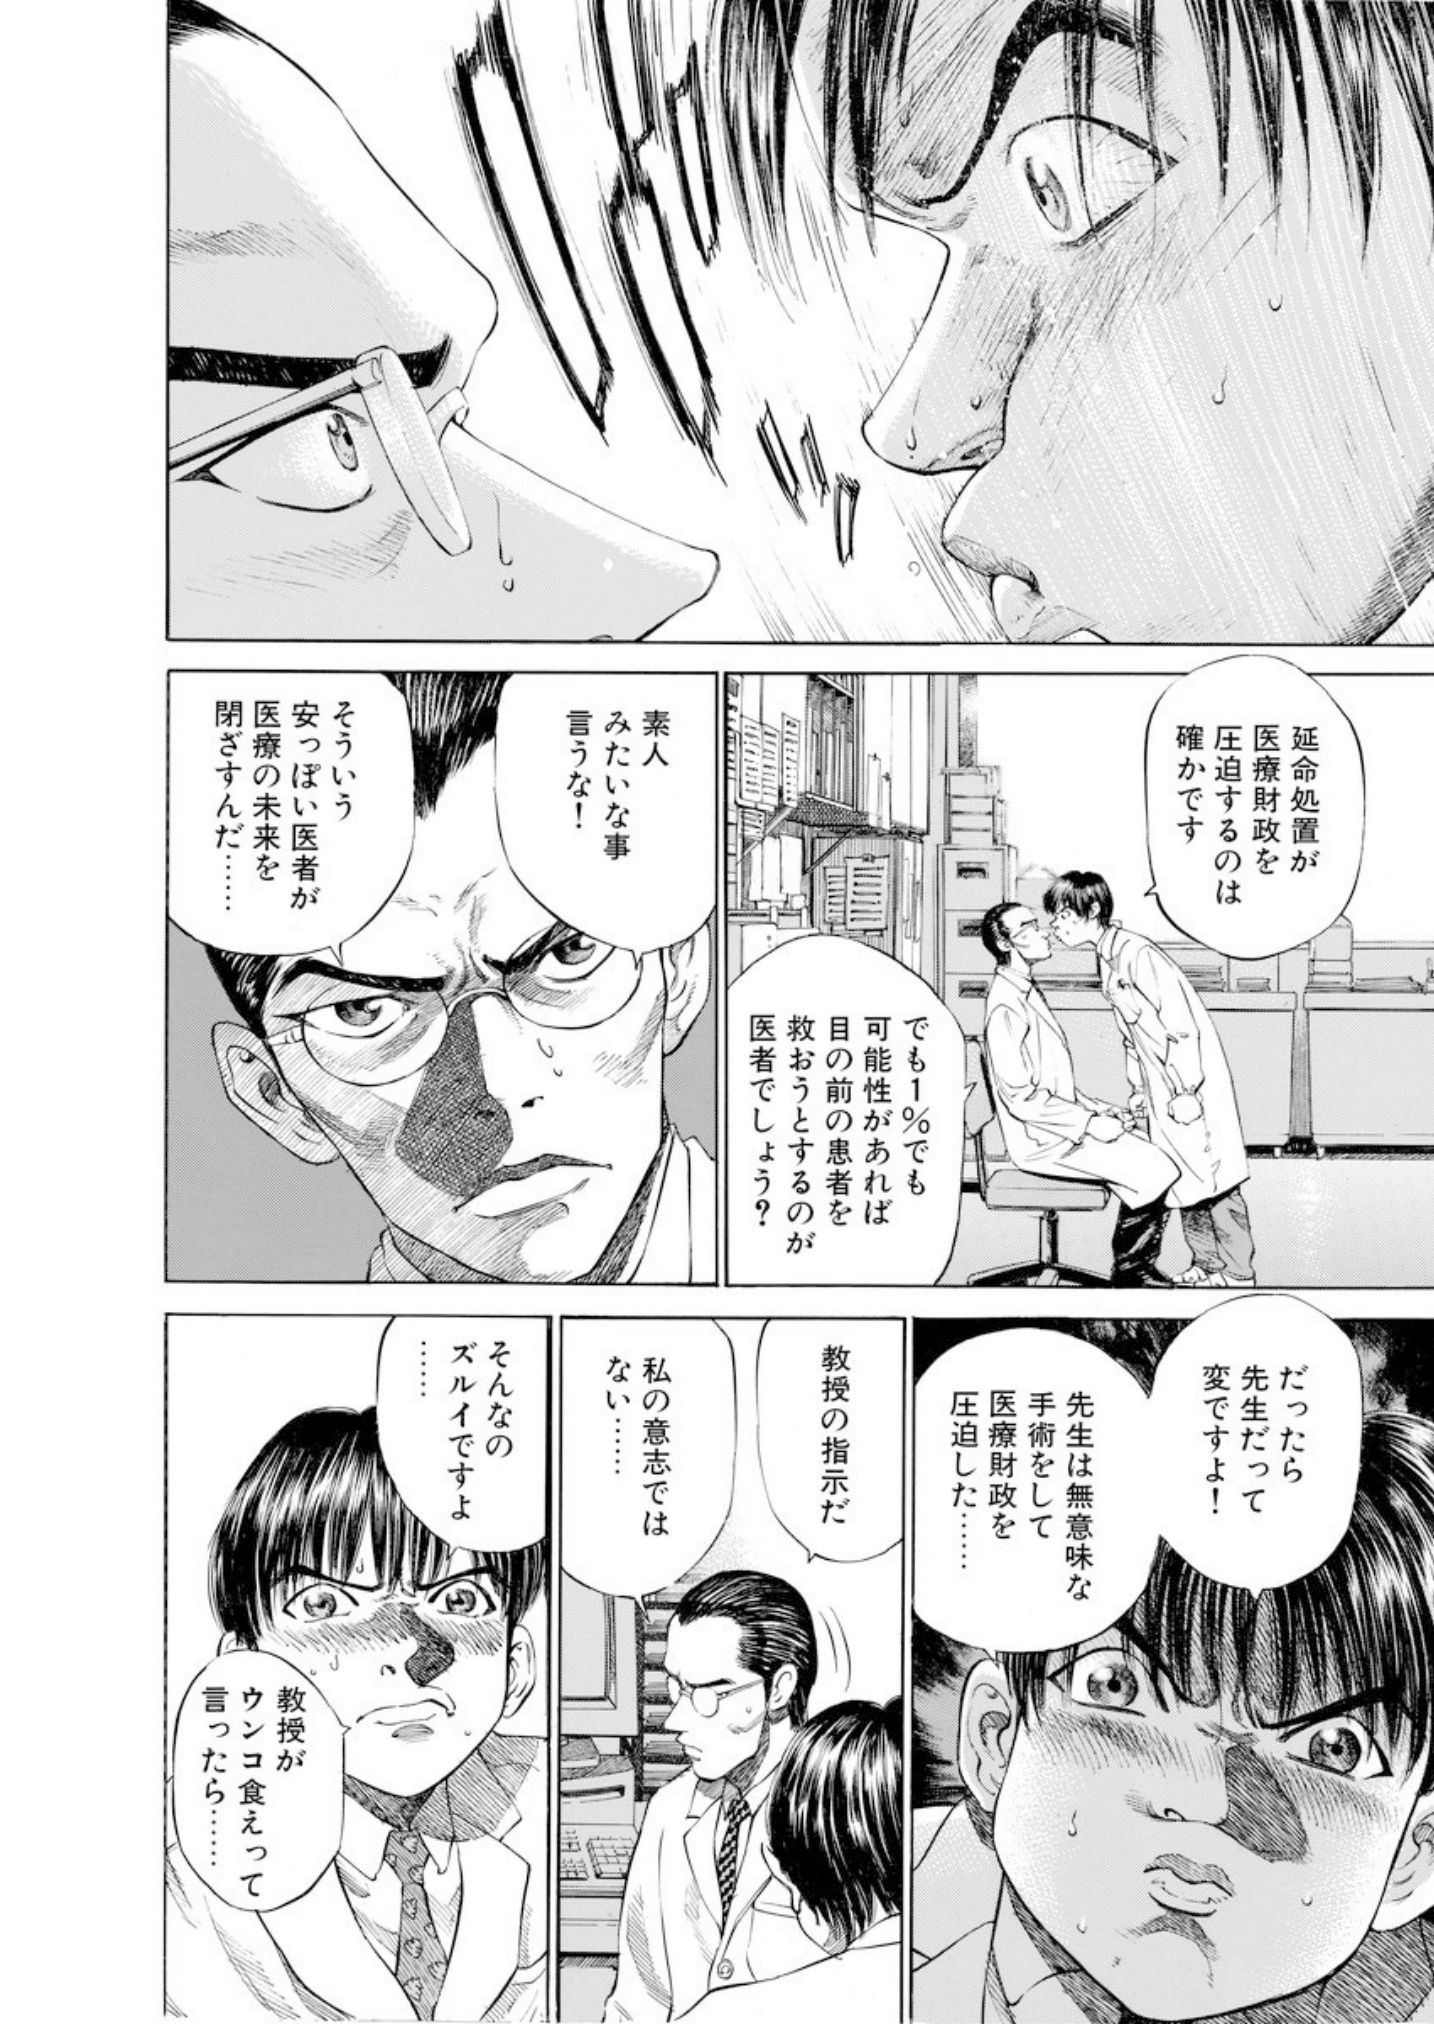 延命処置が
医療財政を
圧迫するのは
確かです
でも1%でも
可能性があれば
目の前の患者を
救おうとするのが
医者でしょう?
素人
みたいな事
言うな!
そういう
安っぽい医者が
医療の未来を
閉ざすんだ……
だったら
先生だって
変ですよ!
先生は無意味な
手術をして
医療財政を
圧迫した……
教授の指示だ
私の意志では
ない……
そんなの
ズルイですよ
……
教授が
ウンコ食えって
言ったら……